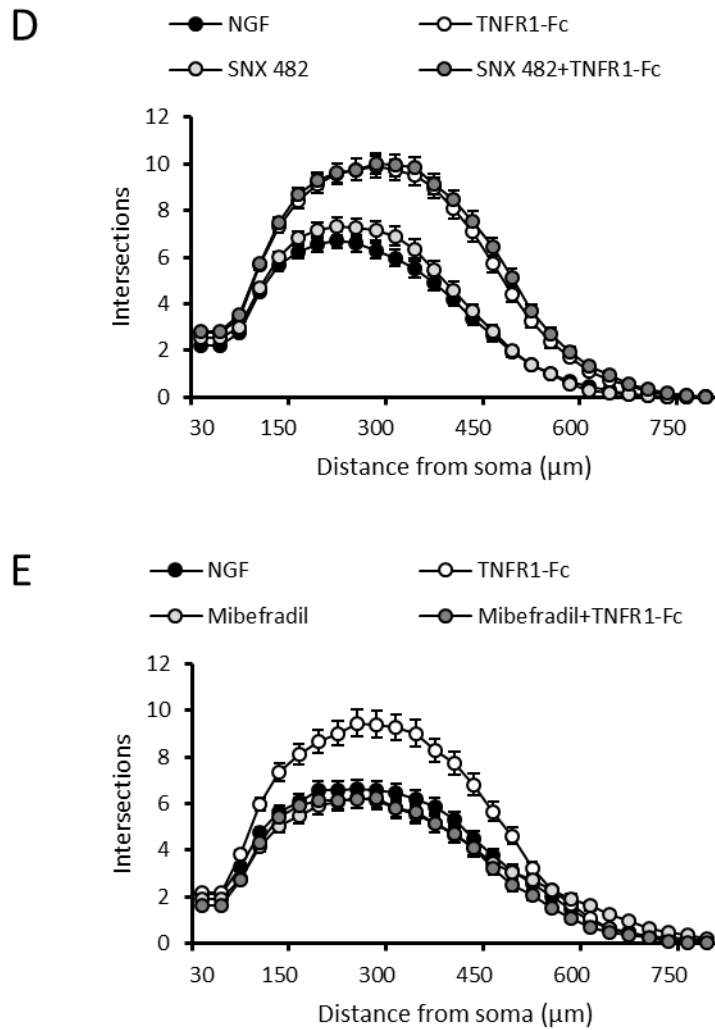 D
NGF TNFR1-Fc
SNX 482 SNX 482+TNFR1-Fc
12
10
8
6
4
2
0
Intersections
30 150 300 450 600 750
Distance from soma (µm)
E
NGF TNFR1-Fc
Mibefradil Mibefradil+TNFR1-Fc
12
10
8
6
4
2
0
Intersections
30 150 300 450 600 750
Distance from soma (µm)